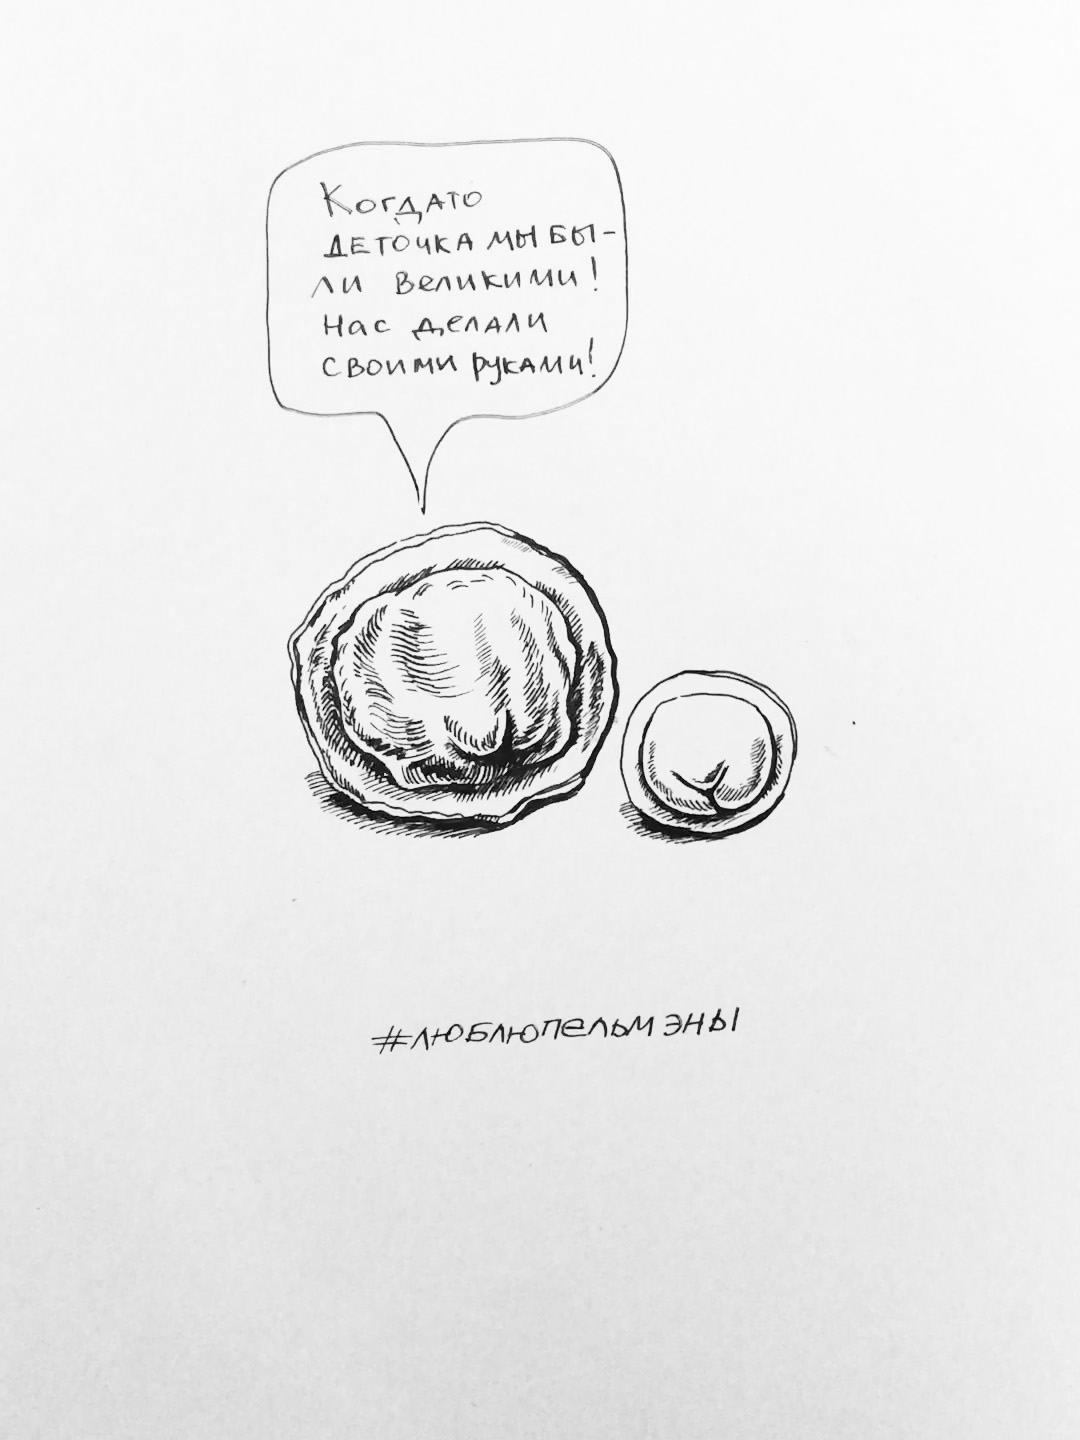 Когдато
деточка мы бы-
ли великими!
Нас делали
своими руками!
#люблюпельмэны